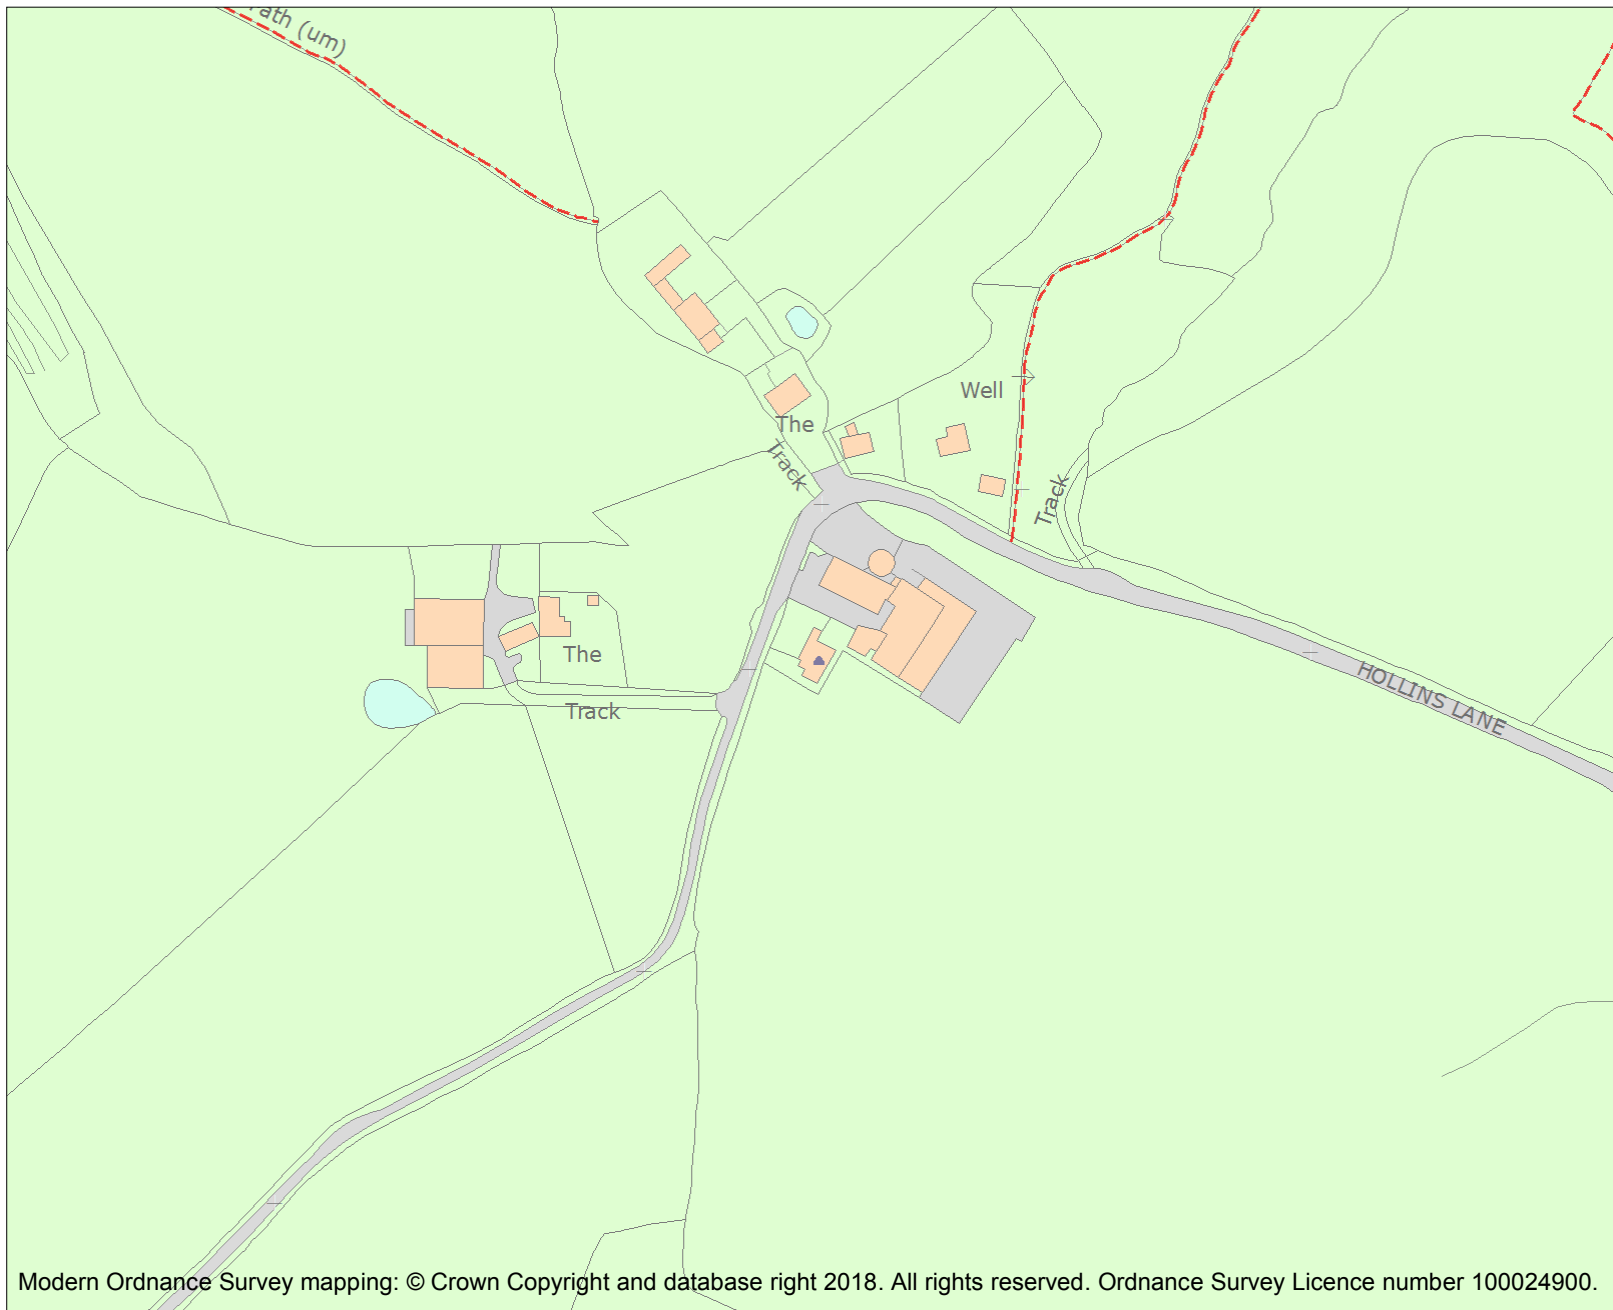 Path (um)
Well
The
Track
Track
The
Track
HOLLINS LANE
Modern Ordnance Survey mapping: © Crown Copyright and database right 2018. All rights reserved. Ordnance Survey Licence number 100024900.